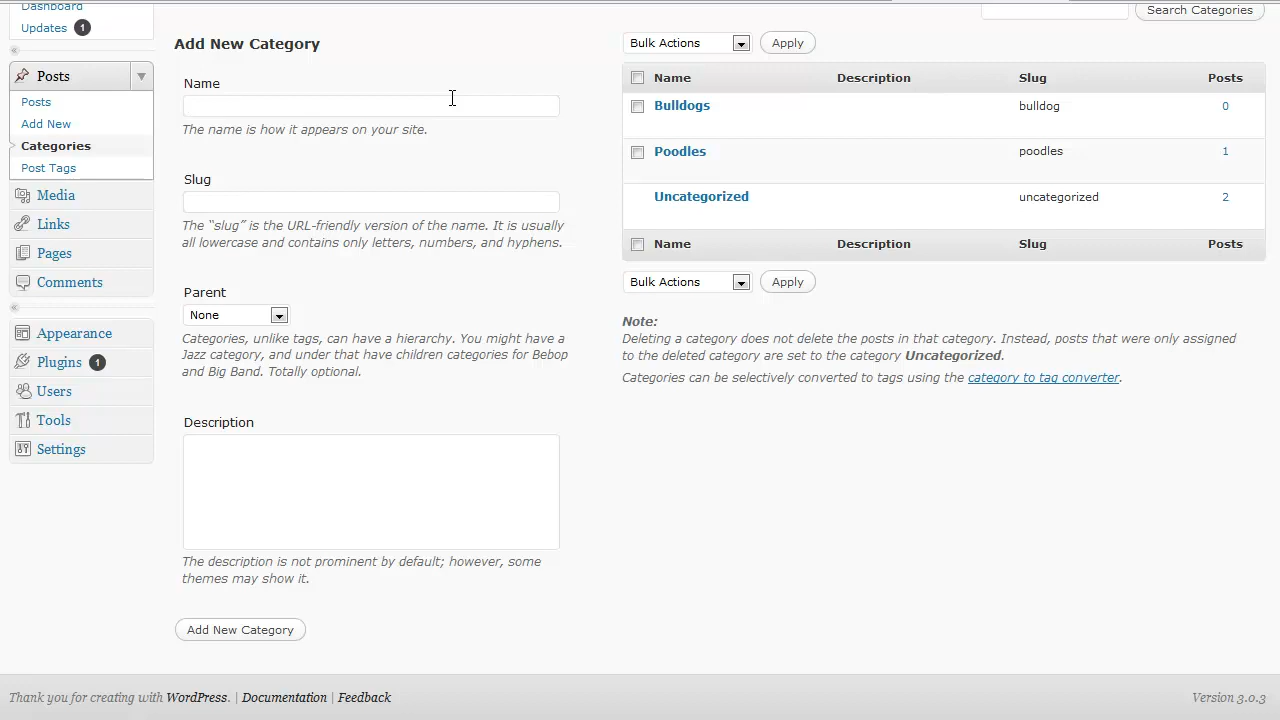 Dashboard
Updates 1
Posts
Posts
Add New
Categories
Post Tags
Media
Links
Pages
Comments
Appearance
Plugins 1
Users
Tools
Settings
Add New Category
Name
The name is how it appears on your site.
Slug
The “slug” is the URL-friendly version of the name. It is usually
all lowercase and contains only letters, numbers, and hyphens.
Parent
None
Categories, unlike tags, can have a hierarchy. You might have a
Jazz category, and under that have children categories for Bebop
and Big Band. Totally optional.
Description
The description is not prominent by default; however, some
themes may show it.
Add New Category
Search Categories
Bulk Actions Apply
Name Description Slug Posts
Bulldogs bulldog 0
Poodles poodles 1
Uncategorized uncategorized 2
Name Description Slug Posts
Bulk Actions Apply
Note:
Deleting a category does not delete the posts in that category. Instead, posts that were only assigned
to the deleted category are set to the category Uncategorized.
Categories can be selectively converted to tags using the category to tag converter.
Thank you for creating with WordPress. | Documentation | Feedback
Version 3.0.3